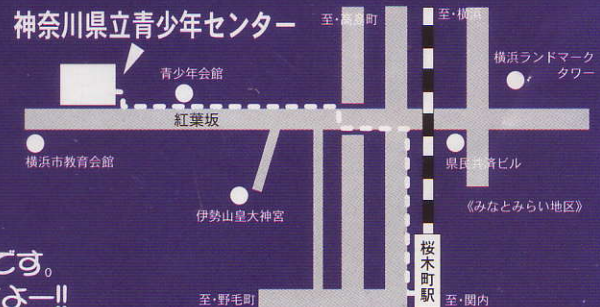 神奈川県立青少年センター
至・高島町
至・横浜
横浜ランドマーク
タワー
青少年会館
紅葉坂
横浜市教育会館
県民共済ビル
伊勢山皇大神宮
《みなとみらい地区》
桜木町駅
です。
よー!!
至・野毛町
至・関内